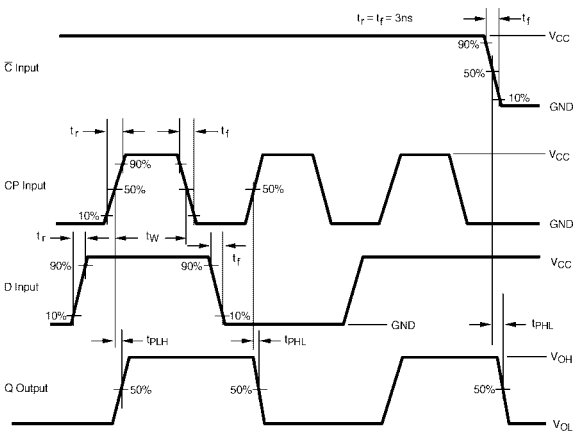 tr = tf = 3ns
tf
VCC
90%
C̅ Input
50%
10%
GND
tr
tf
VCC
90%
CP Input
50%
50%
10%
GND
tr
tW
tf
VCC
90%
90%
D Input
10%
10%
GND
tPLH
tPHL
tPHL
VOH
Q Output
50%
50%
50%
VOL